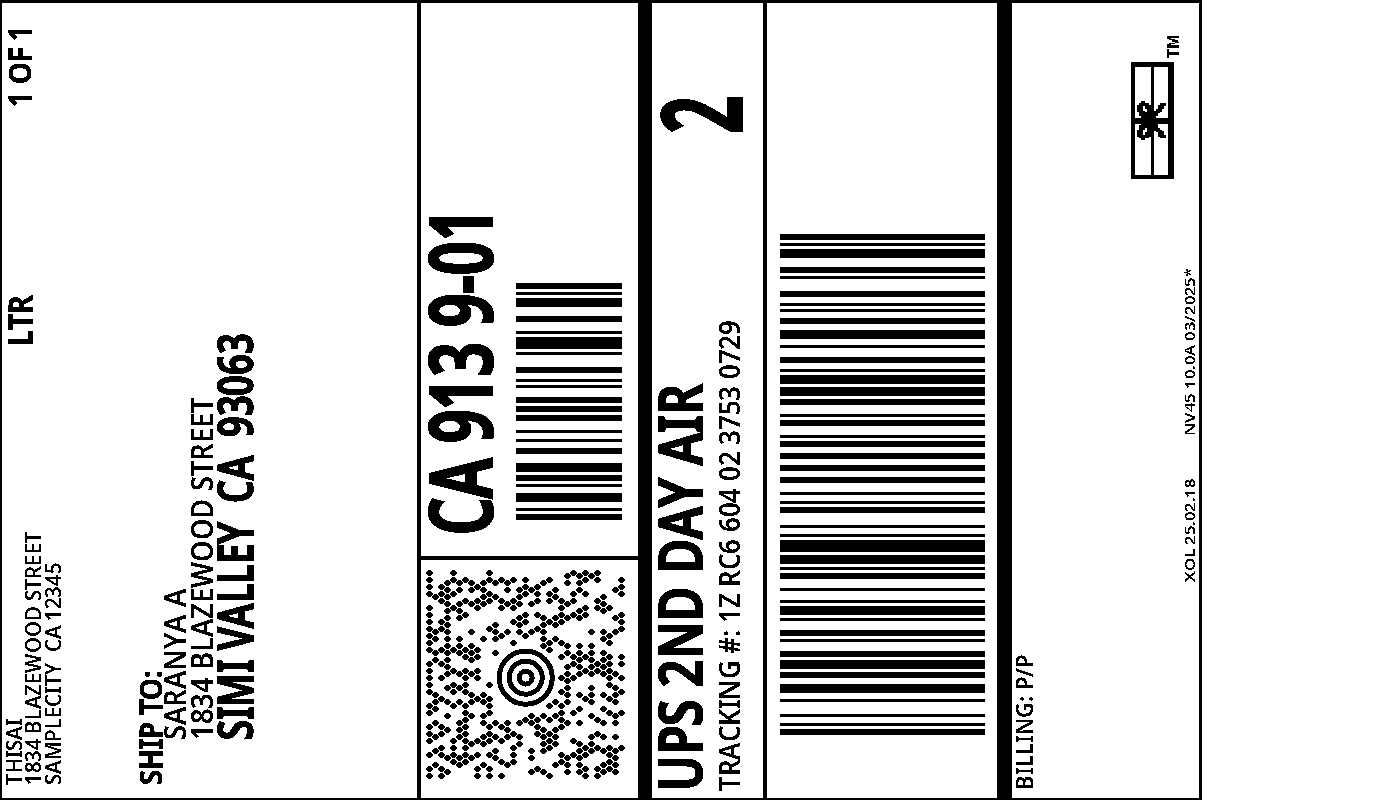 THISAI
1834 BLAZEWOOD STREET
SAMPLECITY CA 12345
LTR
1 OF 1
SHIP TO:
SARANYA A
1834 BLAZEWOOD STREET
SIMI VALLEY CA 93063
CA 913 9-01
UPS 2ND DAY AIR
TRACKING #: 1Z RC6 604 02 3753 0729
2
BILLING: P/P
XOL 25.02.18 NV45 10.0A 03/2025*
TM